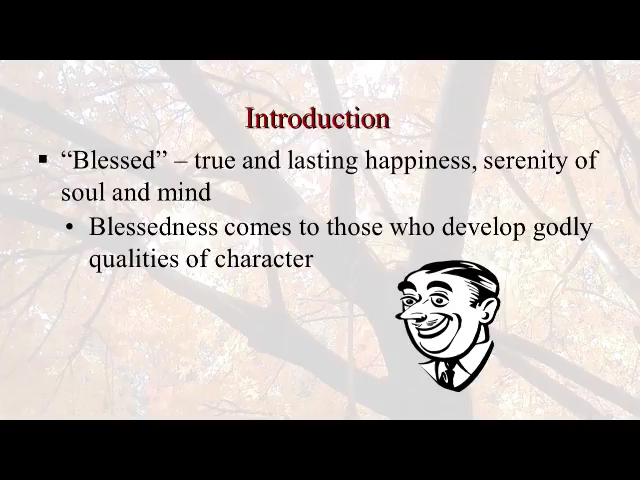 Introduction
▪ “Blessed” – true and lasting happiness, serenity of
soul and mind
• Blessedness comes to those who develop godly
qualities of character